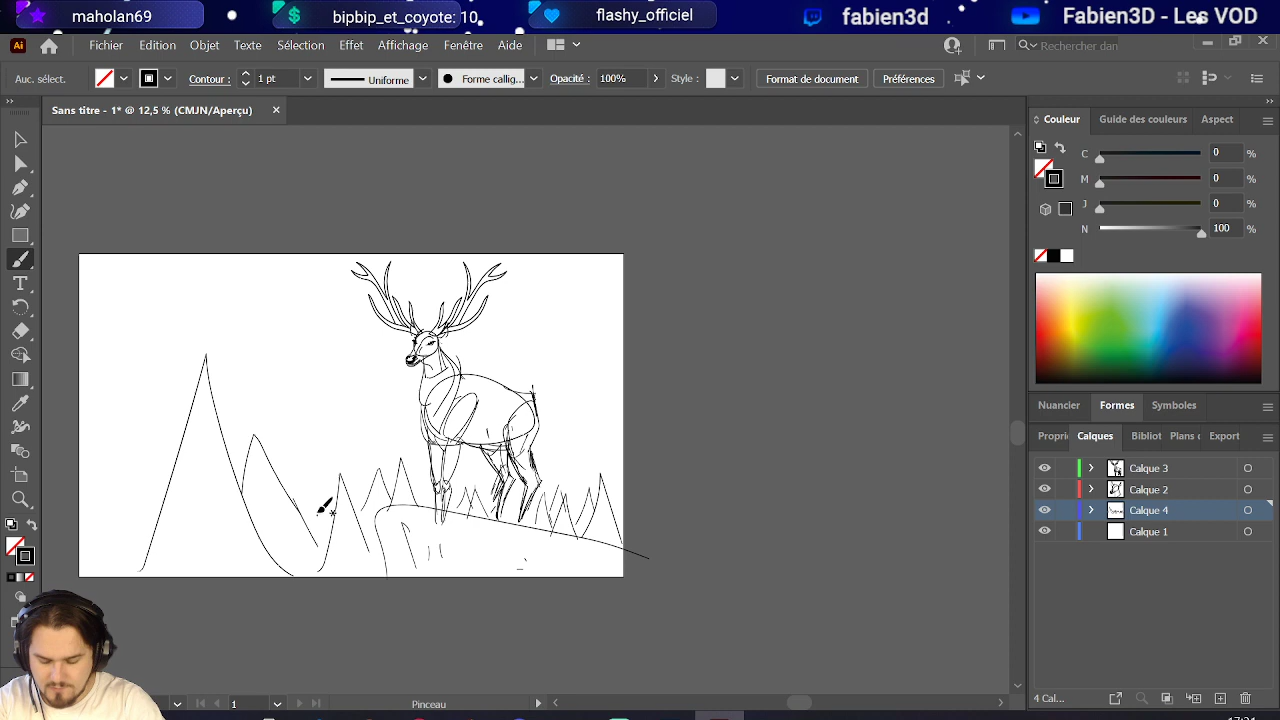 maholan69
bipbip_et_coyote: 10
flashy_officiel
fabien3d
Fabien3D - Les VOD
Ai
Fichier Edition Objet Texte Sélection Effet Affichage Fenêtre Aide
Rechercher dan
Auc. sélect.
Contour :
1 pt
Uniforme
Forme callig...
Opacité :
100%
Style :
Format de document
Préférences
Sans titre - 1* @ 12,5 % (CMJN/Aperçu)
Couleur Guide des couleurs Aspect
C 0 %
M 0 %
J 0 %
N 100 %
Nuancier Formes Symbols
Propri Calques Bibliot Plans c Export
Calque 3
Calque 2
Calque 4
Calque 1
1
Pinceau
4 Cal...